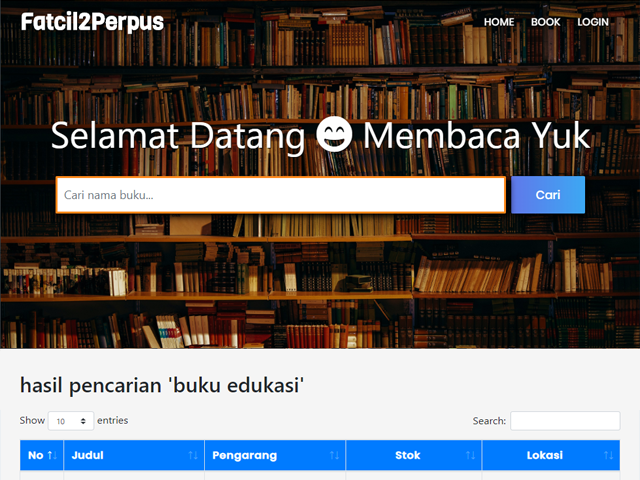 Fatcil2Perpus HOME BOOK LOGIN
Selamat Datang Membaca Yuk
Cari nama buku... Cari
hasil pencarian 'buku edukasi'
Show 10 entries Search:
No Judul Pengarang Stok Lokasi